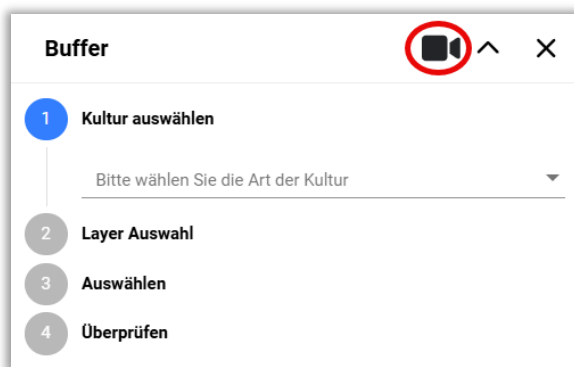 Buffer
1 Kultur auswählen
Bitte wählen Sie die Art der Kultur
2 Layer Auswahl
3 Auswählen
4 Überprüfen